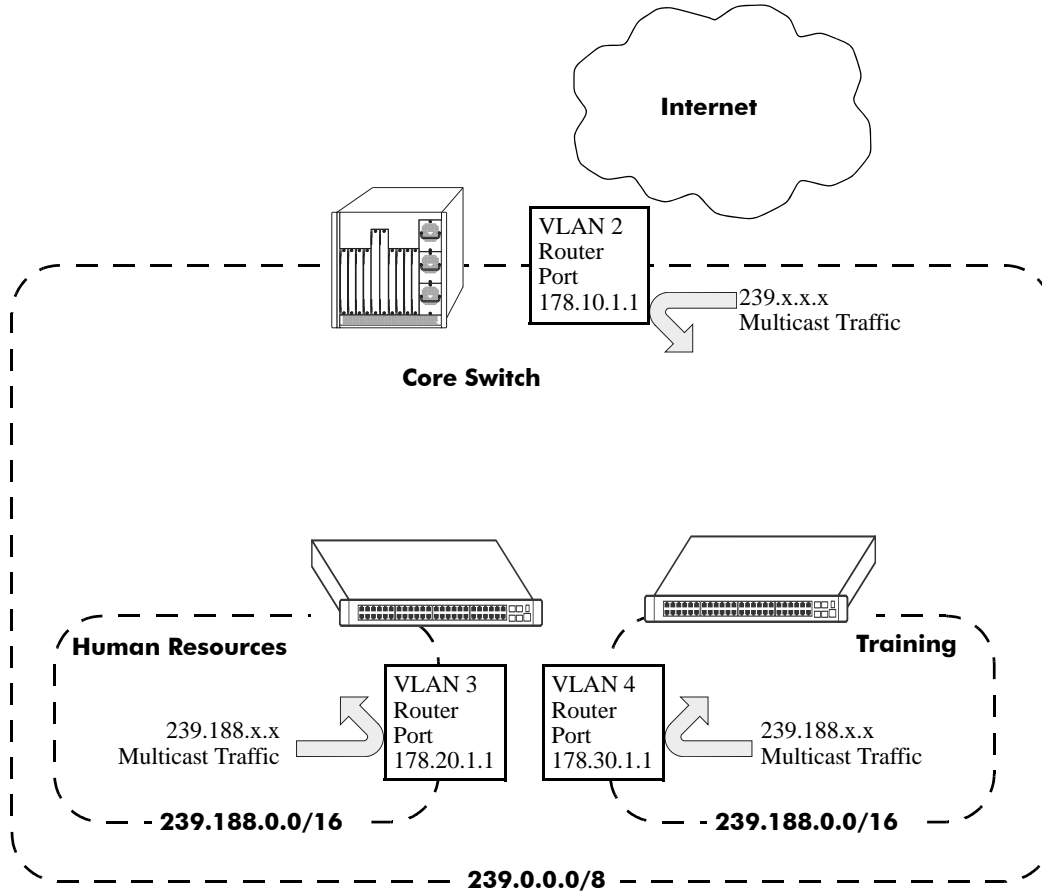 Internet
VLAN 2
Router
Port
178.10.1.1
239.x.x.x
Multicast Traffic
Core Switch
Human Resources
Training
VLAN 3
Router
Port
178.20.1.1
VLAN 4
Router
Port
178.30.1.1
239.188.x.x
Multicast Traffic
239.188.x.x
Multicast Traffic
239.188.0.0/16
239.188.0.0/16
239.0.0.0/8